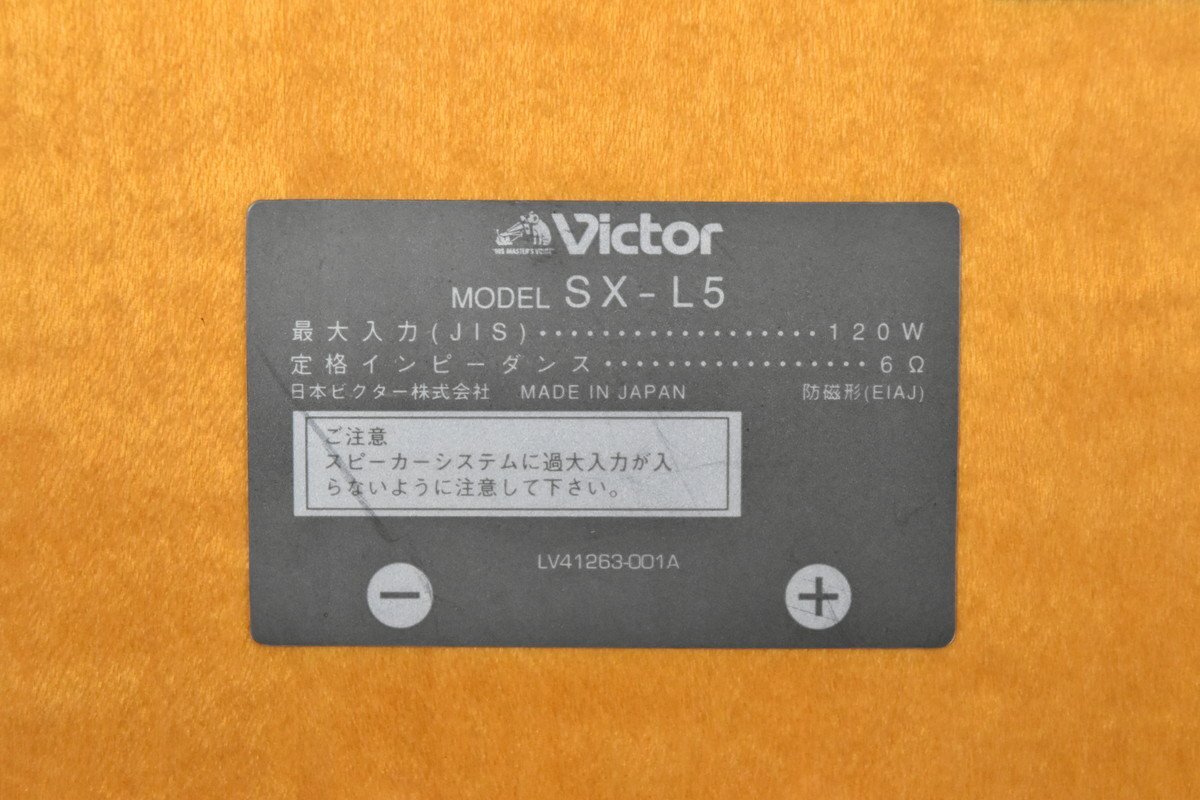 "HIS MASTER'S VOICE" Victor
MODEL SX-L5
最大入力(JIS)・・・・・・・・・・・・・・・・・・120W
定格インピーダンス・・・・・・・・・・・・・・・・・6Ω
日本ビクター株式会社 MADE IN JAPAN 防磁形(EIAJ)
ご注意
スピーカーシステムに過大入力が入
らないように注意して下さい。
LV41263-001A
− +